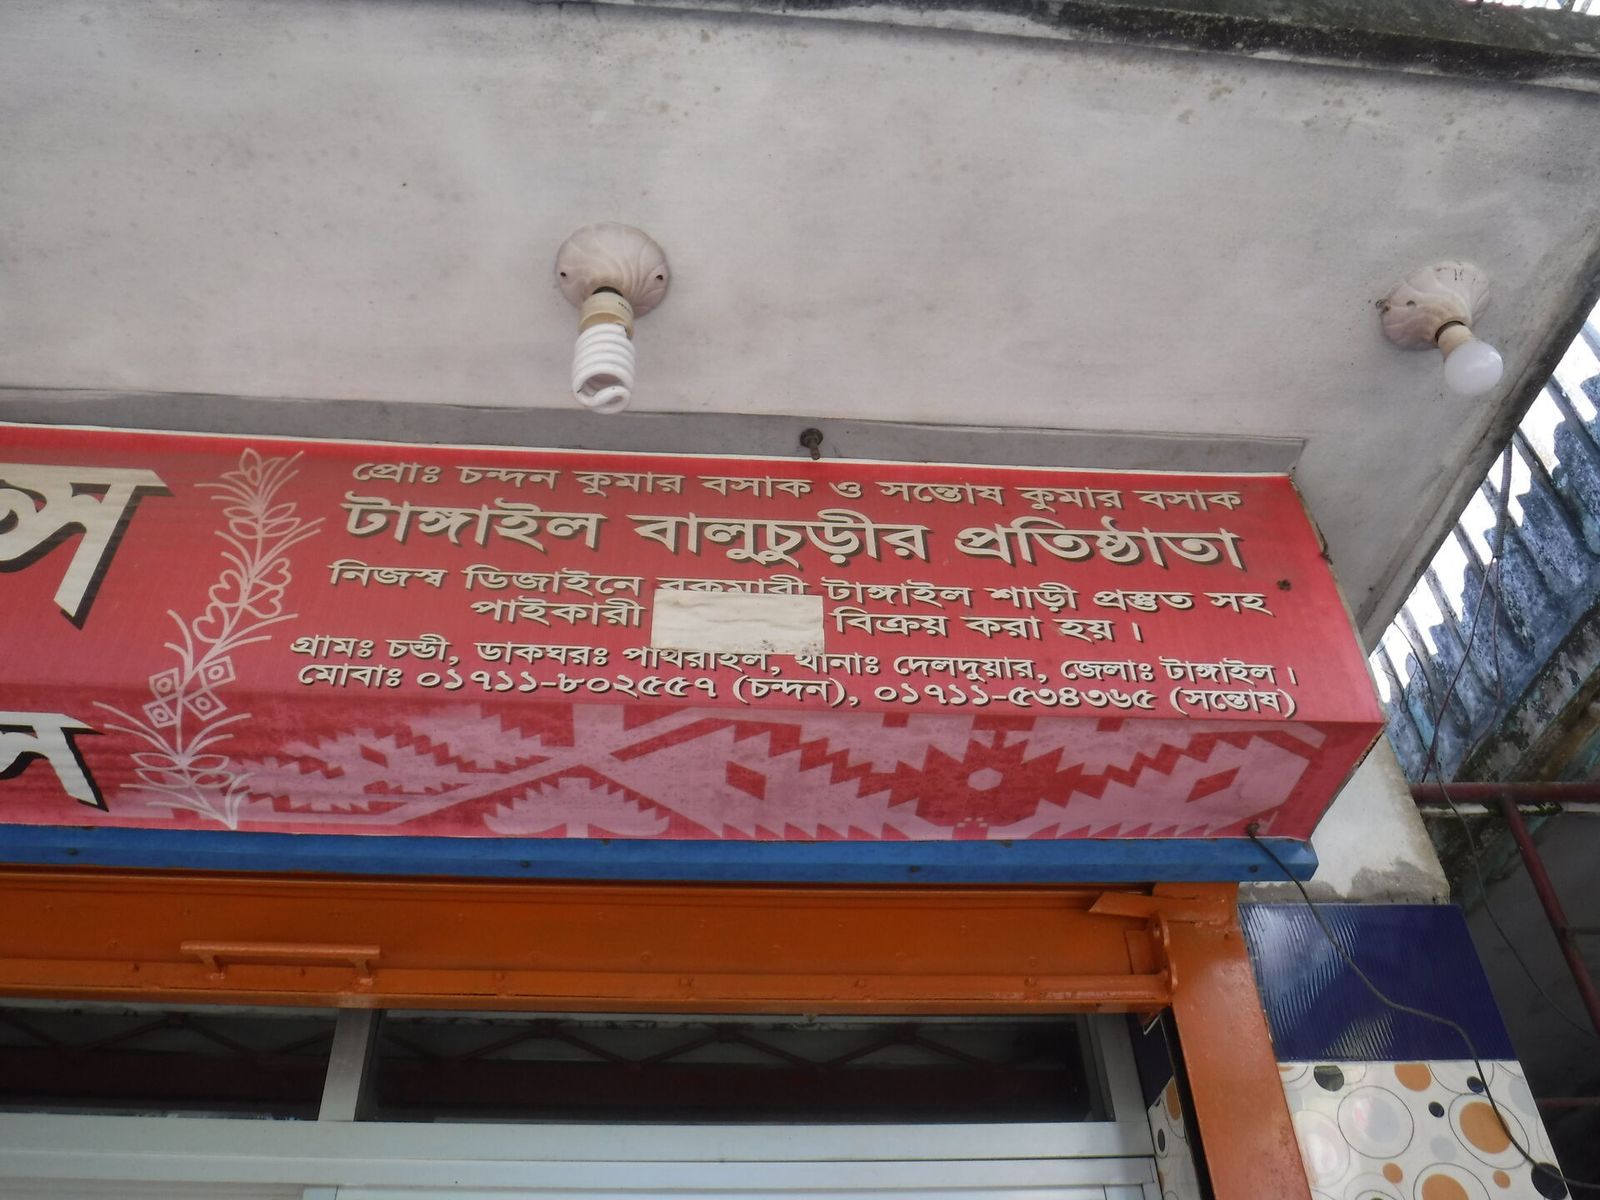 প্রোঃ চন্দন কুমার বসাক ও সন্তোষ কুমার বসাক
টাঙ্গাইল বালুচুড়ীর প্রতিষ্ঠাতা
নিজস্ব ডিজাইনে রকমারী টাঙ্গাইল শাড়ী প্রস্তুত সহ
পাইকারী বিক্রয় করা হয় ।
গ্রামঃ চন্ডী, ডাকঘরঃ পাথরাইল, থানাঃ দেলদুয়ার, জেলাঃ টাঙ্গাইল ।
মোবাঃ ০১৭১১-৮০২৫৫৭ (চন্দন), ০১৭১১-৫৩৪৩৬৫ (সন্তোষ)